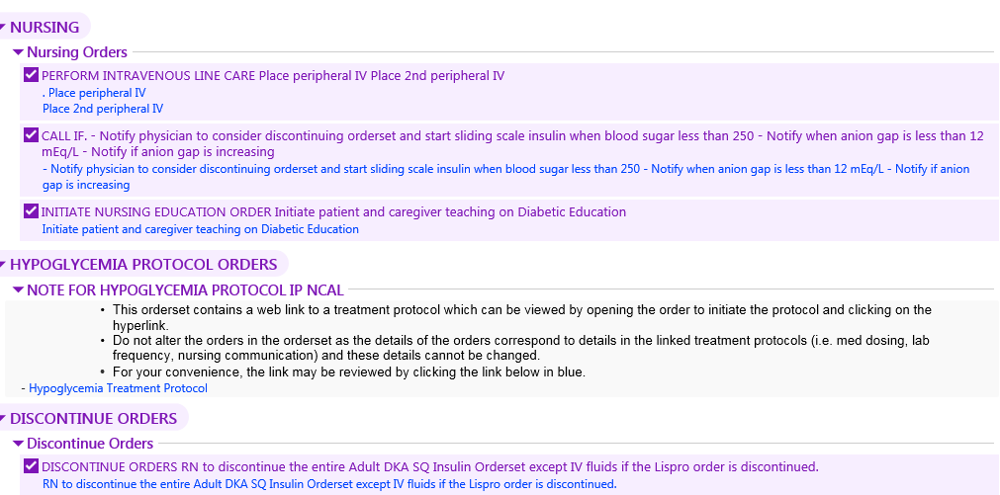 NURSING
Nursing Orders
PERFORM INTRAVENOUS LINE CARE Place peripheral IV Place 2nd peripheral IV
. Place peripheral IV
Place 2nd peripheral IV
CALL IF. - Notify physician to consider discontinuing orderset and start sliding scale insulin when blood sugar less than 250 - Notify when anion gap is less than 12
mEq/L - Notify if anion gap is increasing
- Notify physician to consider discontinuing orderset and start sliding scale insulin when blood sugar less than 250 - Notify when anion gap is less than 12 mEq/L - Notify if anion
gap is increasing
INITIATE NURSING EDUCATION ORDER Initiate patient and caregiver teaching on Diabetic Education
Initiate patient and caregiver teaching on Diabetic Education
HYPOGLYCEMIA PROTOCOL ORDERS
NOTE FOR HYPOGLYCEMIA PROTOCOL IP NCAL
• This orderset contains a web link to a treatment protocol which can be viewed by opening the order to initiate the protocol and clicking on the
hyperlink.
• Do not alter the orders in the orderset as the details of the orders correspond to details in the linked treatment protocols (i.e. med dosing, lab
frequency, nursing communication) and these details cannot be changed.
• For your convenience, the link may be reviewed by clicking the link below in blue.
- Hypoglycemia Treatment Protocol
DISCONTINUE ORDERS
Discontinue Orders
DISCONTINUE ORDERS RN to discontinue the entire Adult DKA SQ Insulin Orderset except IV fluids if the Lispro order is discontinued.
RN to discontinue the entire Adult DKA SQ Insulin Orderset except IV fluids if the Lispro order is discontinued.